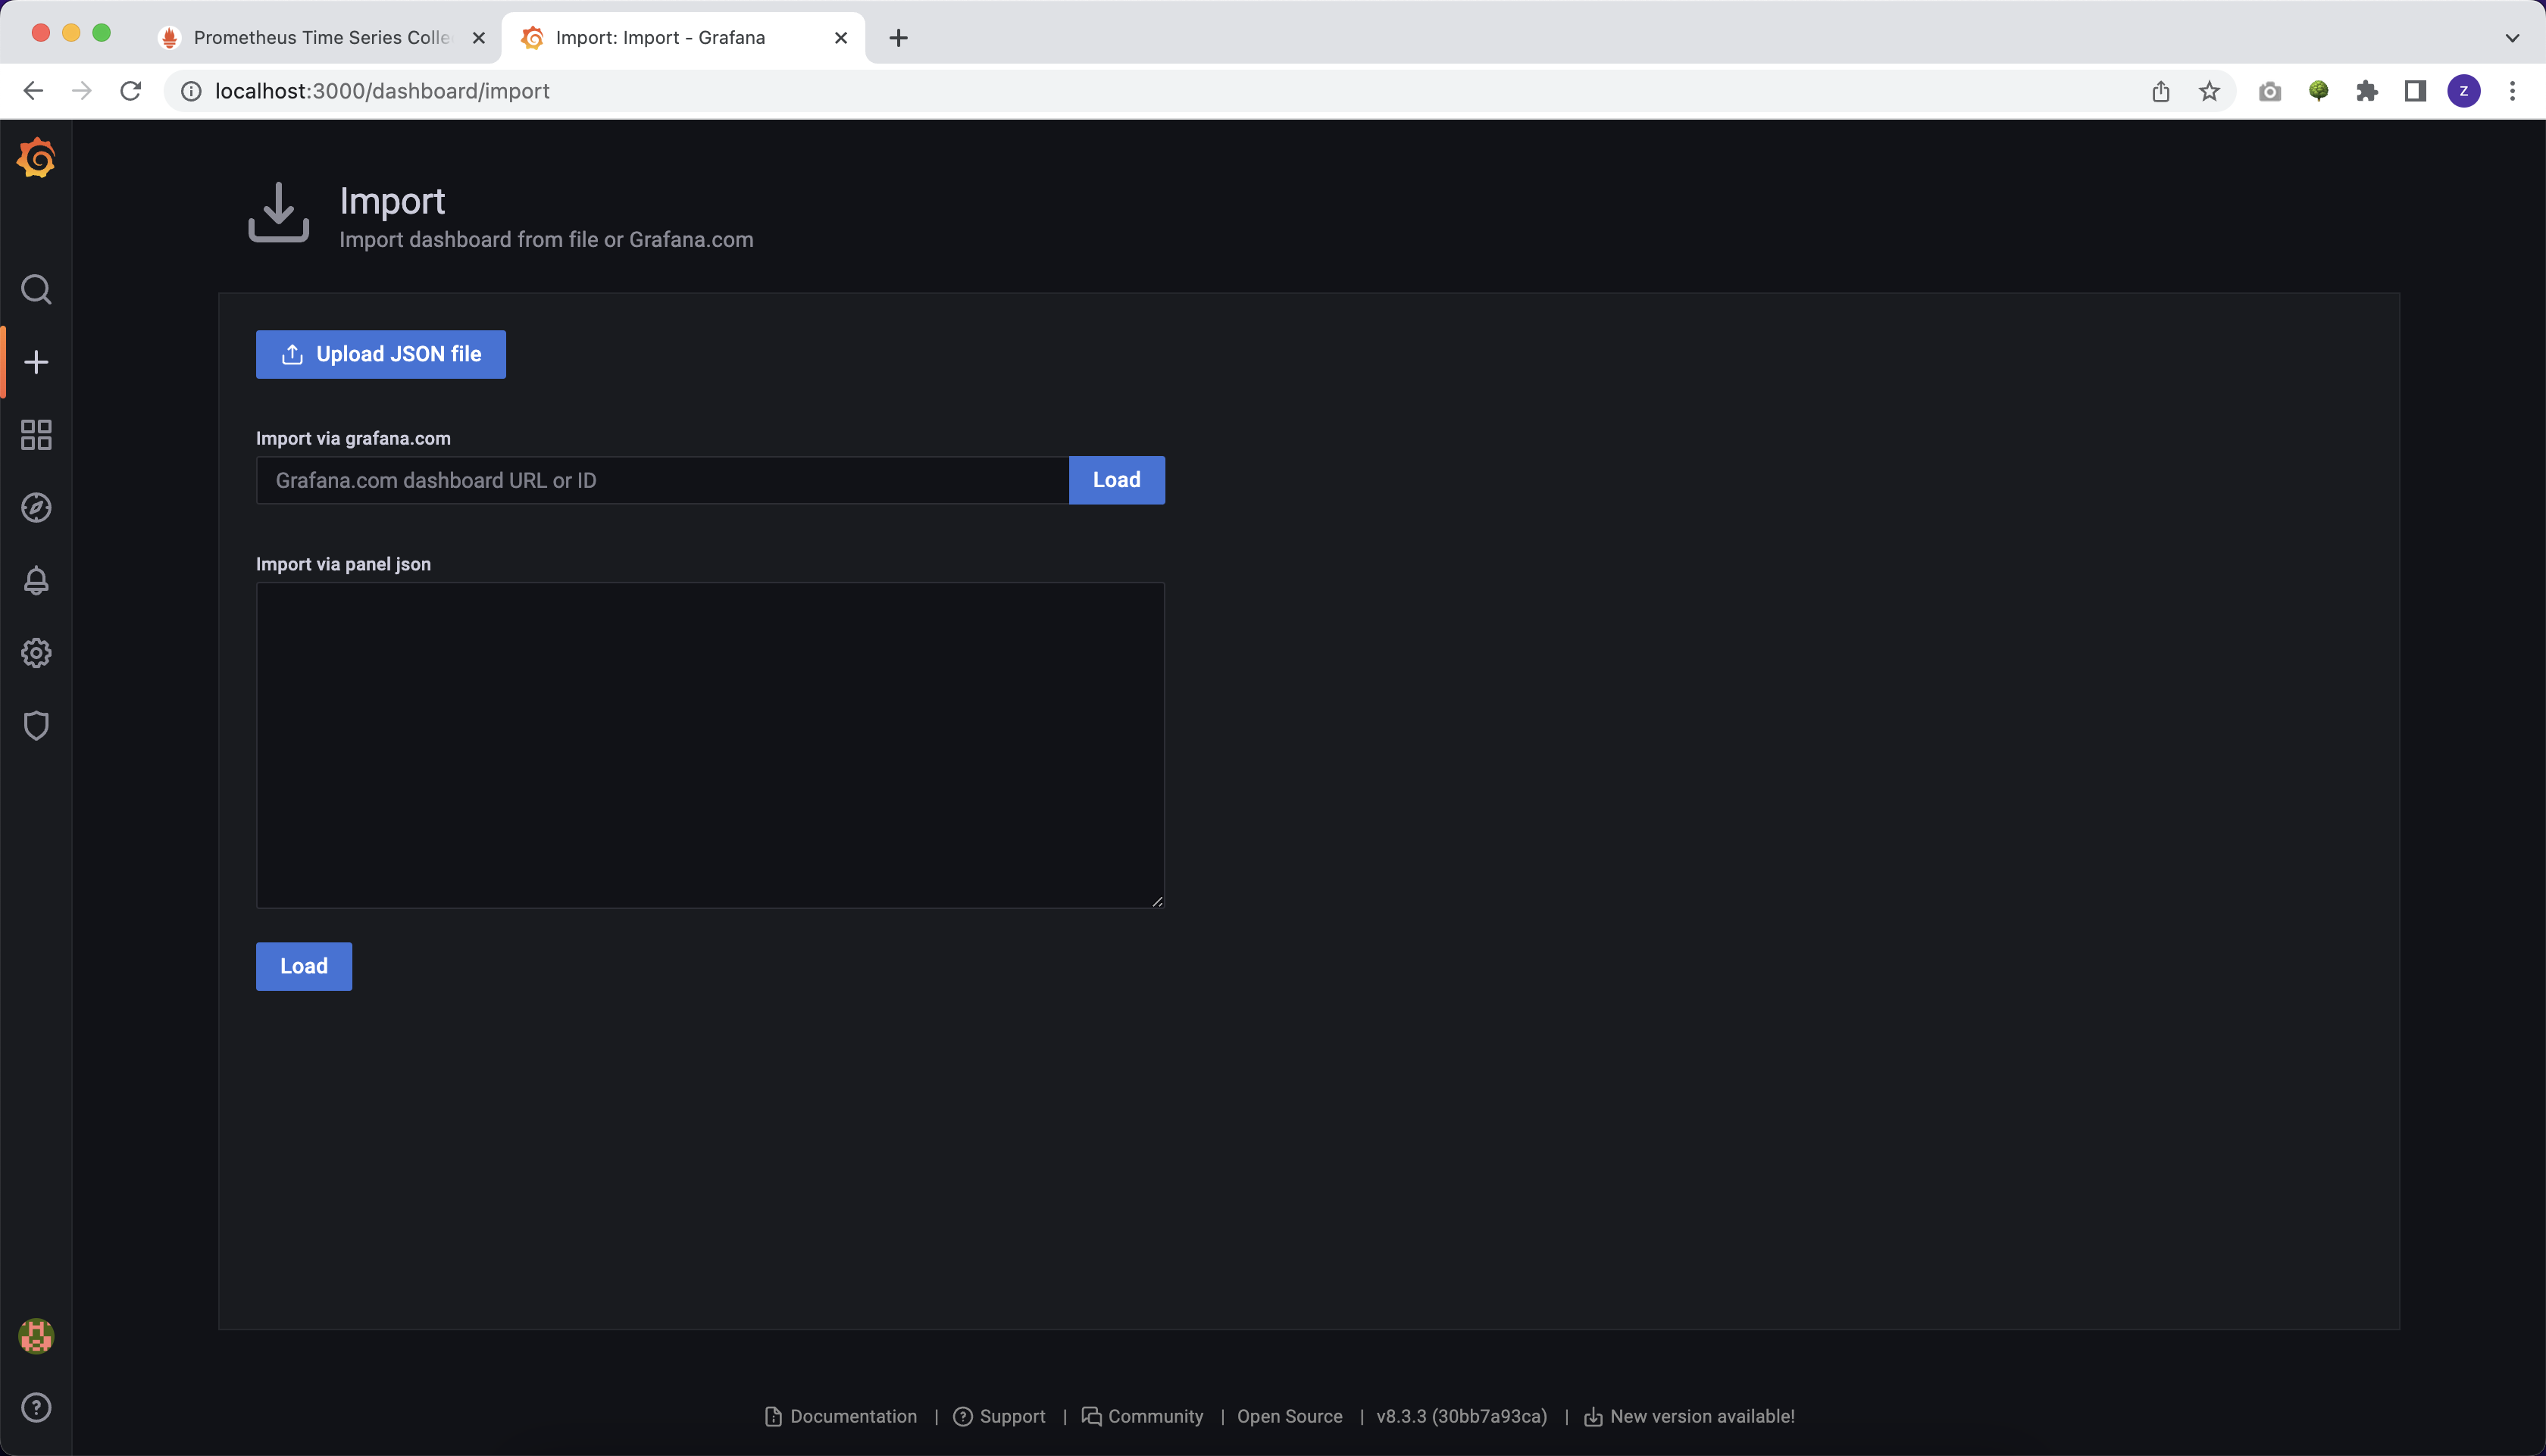 Prometheus Time Series Colle
Import: Import - Grafana
localhost:3000/dashboard/import
Z
Import
Import dashboard from file or Grafana.com
Upload JSON file
Import via grafana.com
Grafana.com dashboard URL or ID
Load
Import via panel json
Load
Documentation | Support | Community | Open Source | v8.3.3 (30bb7a93ca) | New version available!